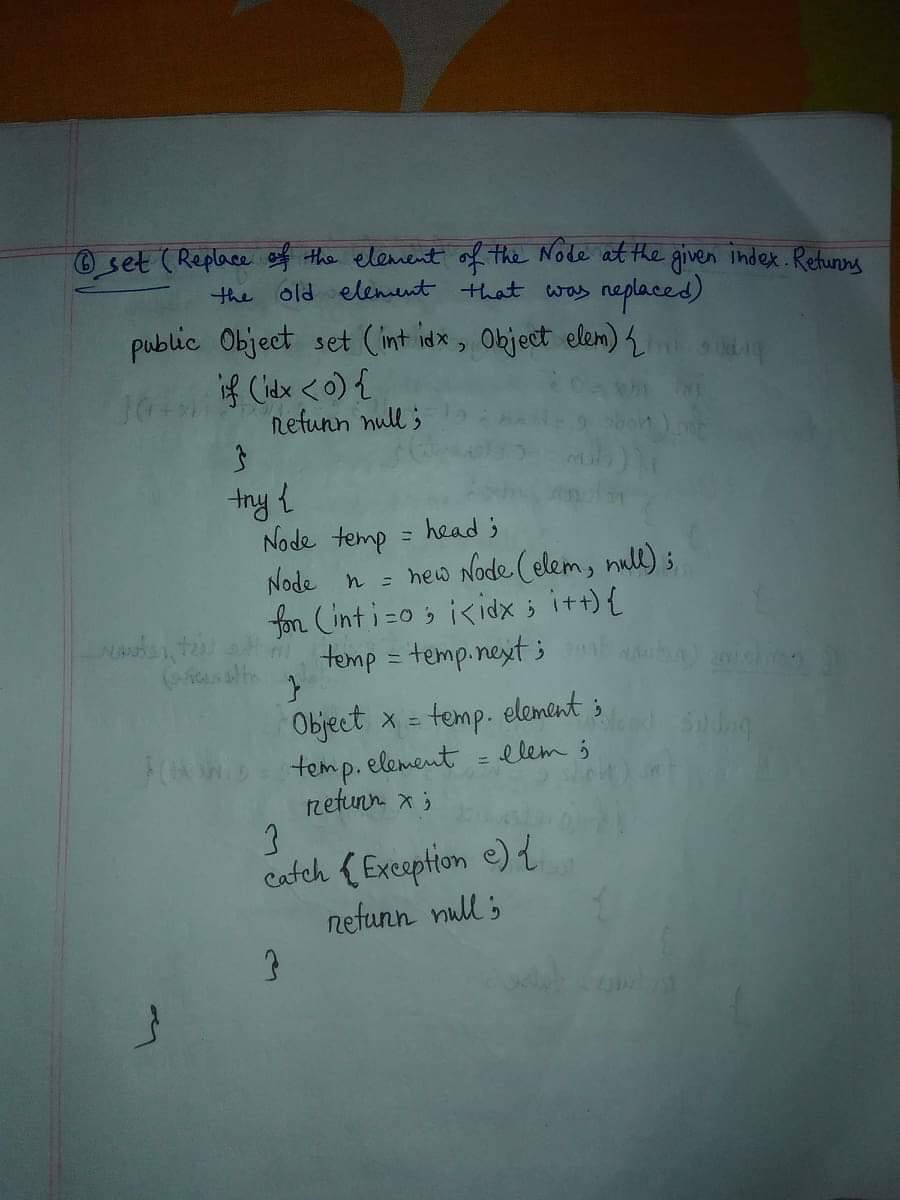 ⑥ set (Replace of the element of the Node at the given index. Returns
the old element that was replaced)
public Object set (int idx, Object elem) {
if (idx <0) {
return null;
}
try {
Node temp = head;
Node n = new Node (elem, null);
for (int i=0; i<idx; i++) {
temp = temp.next;
}
Object x = temp. element;
temp. element = elem;
return x;
}
catch { Exception e) {
return null;
}
}